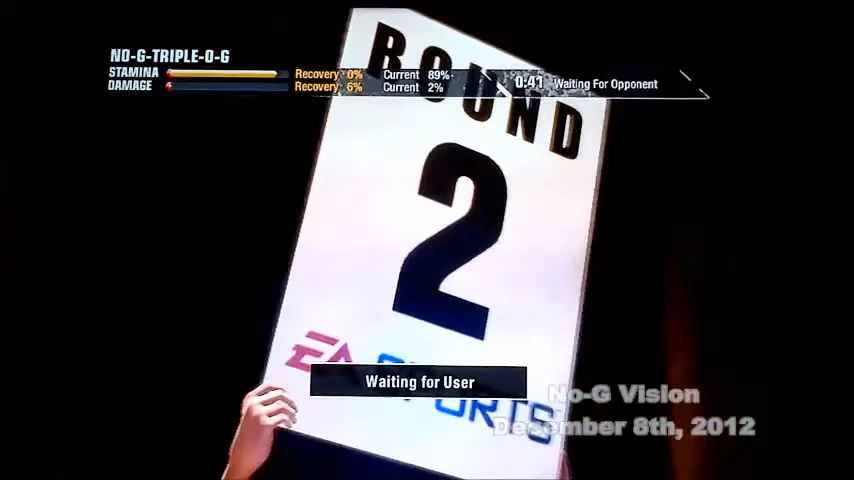 NO-G-TRIPLE-O-G
STAMINA Recovery 0% Current 89%
DAMAGE Recovery 6% Current 2%
0:41 Waiting For Opponent
ROUND
2
EA SPORTS
Waiting for User
No-G Vision
Desember 8th, 2012